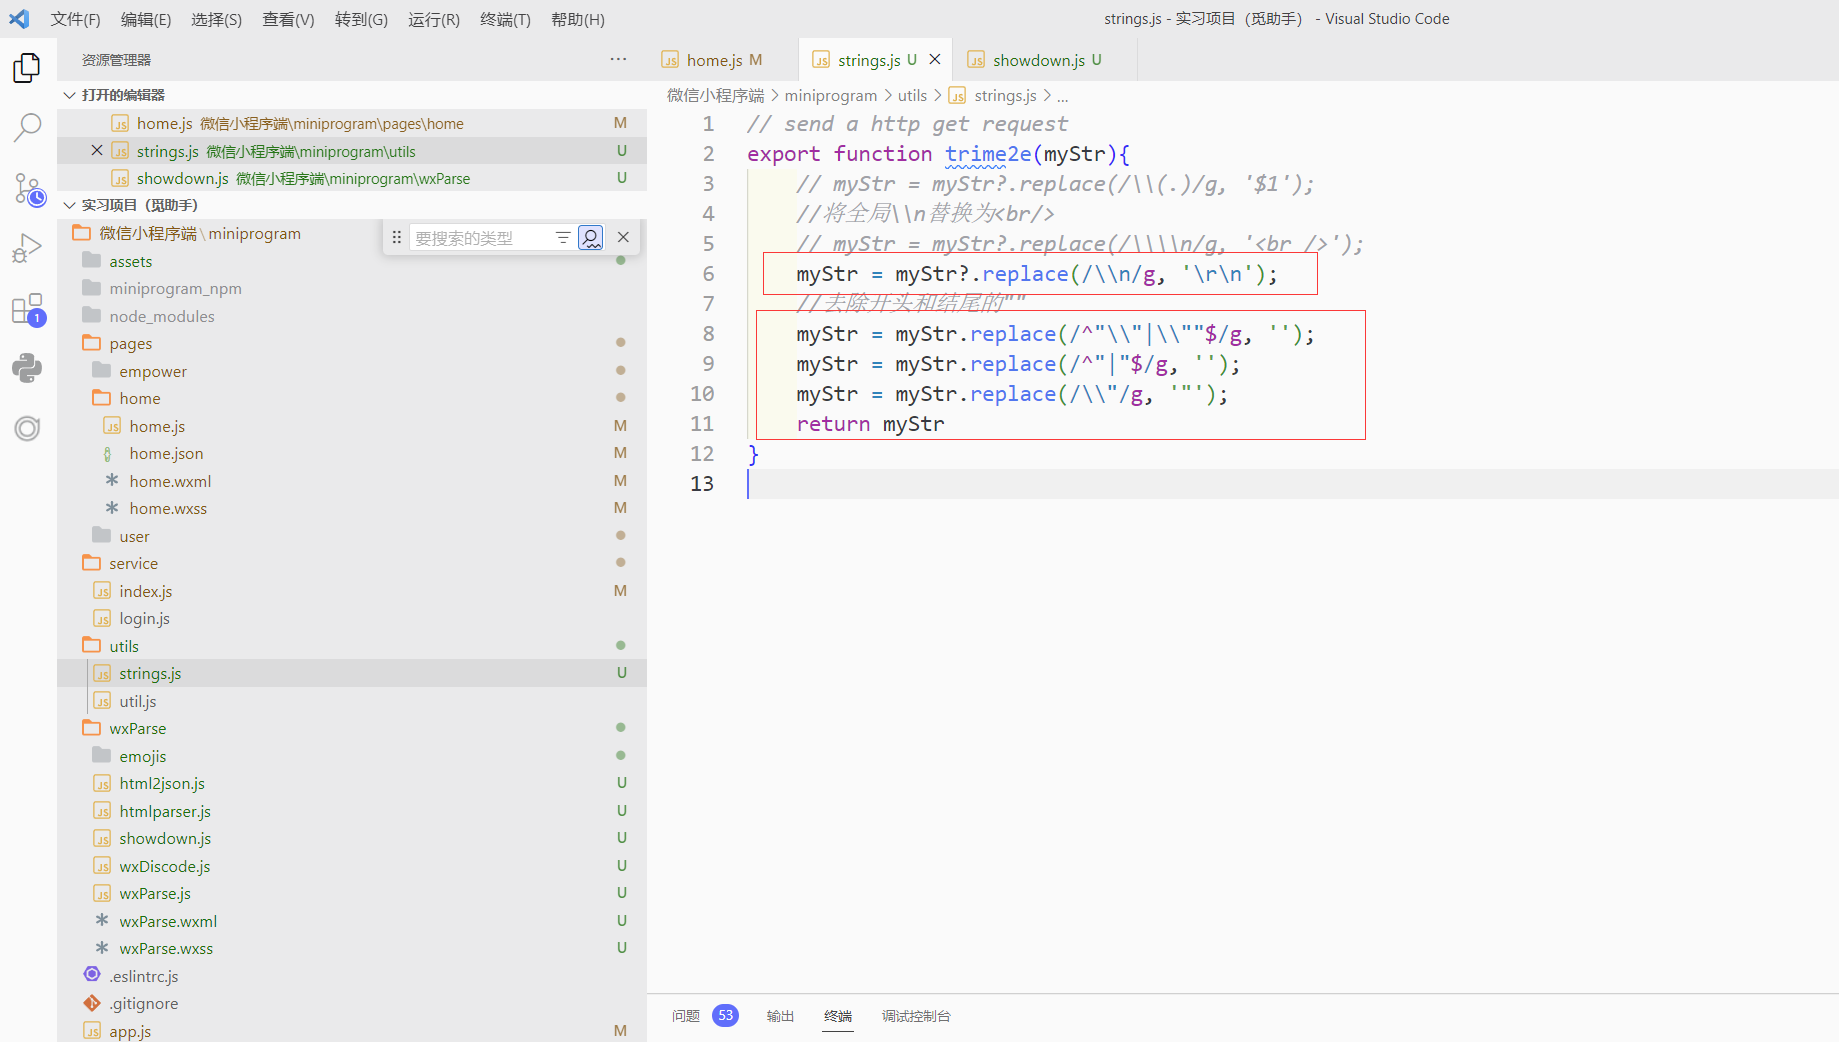 文件(F) 编辑(E) 选择(S) 查看(V) 转到(G) 运行(R) 终端(T) 帮助(H)
strings.js - 实习项目（觅助手） - Visual Studio Code
资源管理器 ···
打开的编辑器
home.js 微信小程序端\miniprogram\pages\home M
strings.js 微信小程序端\miniprogram\utils U
showdown.js 微信小程序端\miniprogram\wxParse U
实习项目（觅助手）
微信小程序端\miniprogram
要搜索的类型
assets
miniprogram_npm
node_modules
pages
empower
home
home.js M
home.json M
home.wxml M
home.wxss M
user
service
index.js M
login.js
utils
strings.js U
util.js
wxParse
emojis
html2json.js U
htmlparser.js U
showdown.js U
wxDiscode.js U
wxParse.js U
wxParse.wxml U
wxParse.wxss U
.eslintrc.js
.gitignore
app.js M
1
home.js M
strings.js U
showdown.js U
微信小程序端 > miniprogram > utils > strings.js > ...
1 // send a http get request
2 export function trime2e(myStr){
3 // myStr = myStr?.replace(/\\(.)/g, '$1');
4 //将全局\\n替换为<br/>
5 // myStr = myStr?.replace(/\\\\n/g, '<br />');
6 myStr = myStr?.replace(/\\n/g, '\r\n');
7 //去除开头和结尾的""
8 myStr = myStr.replace(/^"\\"|\\""$/g, '');
9 myStr = myStr.replace(/^"|"$/g, '');
10 myStr = myStr.replace(/\\"/g, '"');
11 return myStr
12 }
13
问题 53 输出 终端 调试控制台